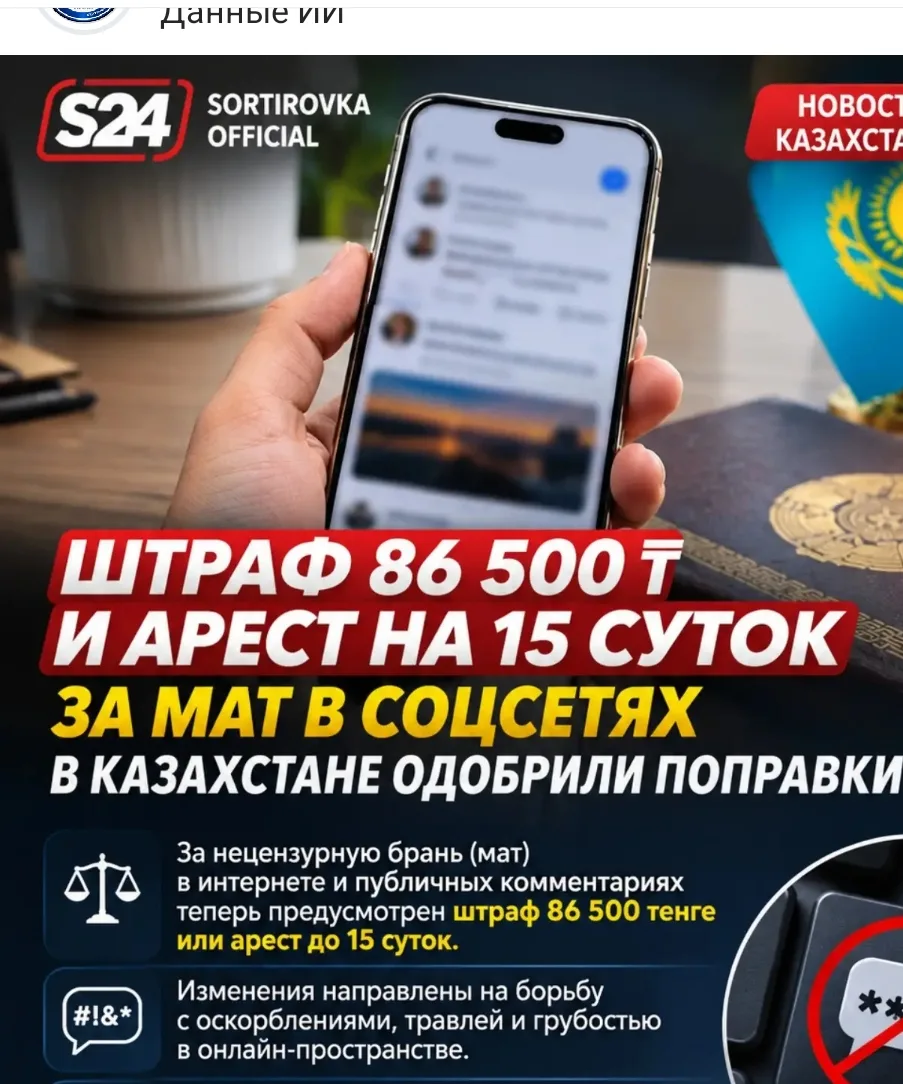 Данные ИИ
S24
SORTIROVKA
OFFICIAL
НОВОСТ
КАЗАХСТА
ШТРАФ 86 500 ₸
И АРЕСТ НА 15 СУТОК
ЗА МАТ В СОЦСЕТЯХ
В КАЗАХСТАНЕ ОДОБРИЛИ ПОПРАВКИ
За нецензурную брань (мат)
в интернете и публичных комментариях
теперь предусмотрен штраф 86 500 тенге
или арест до 15 суток.
#!&*
Изменения направлены на борьбу
с оскорблениями, травлей и грубостью
в онлайн-пространстве.
**